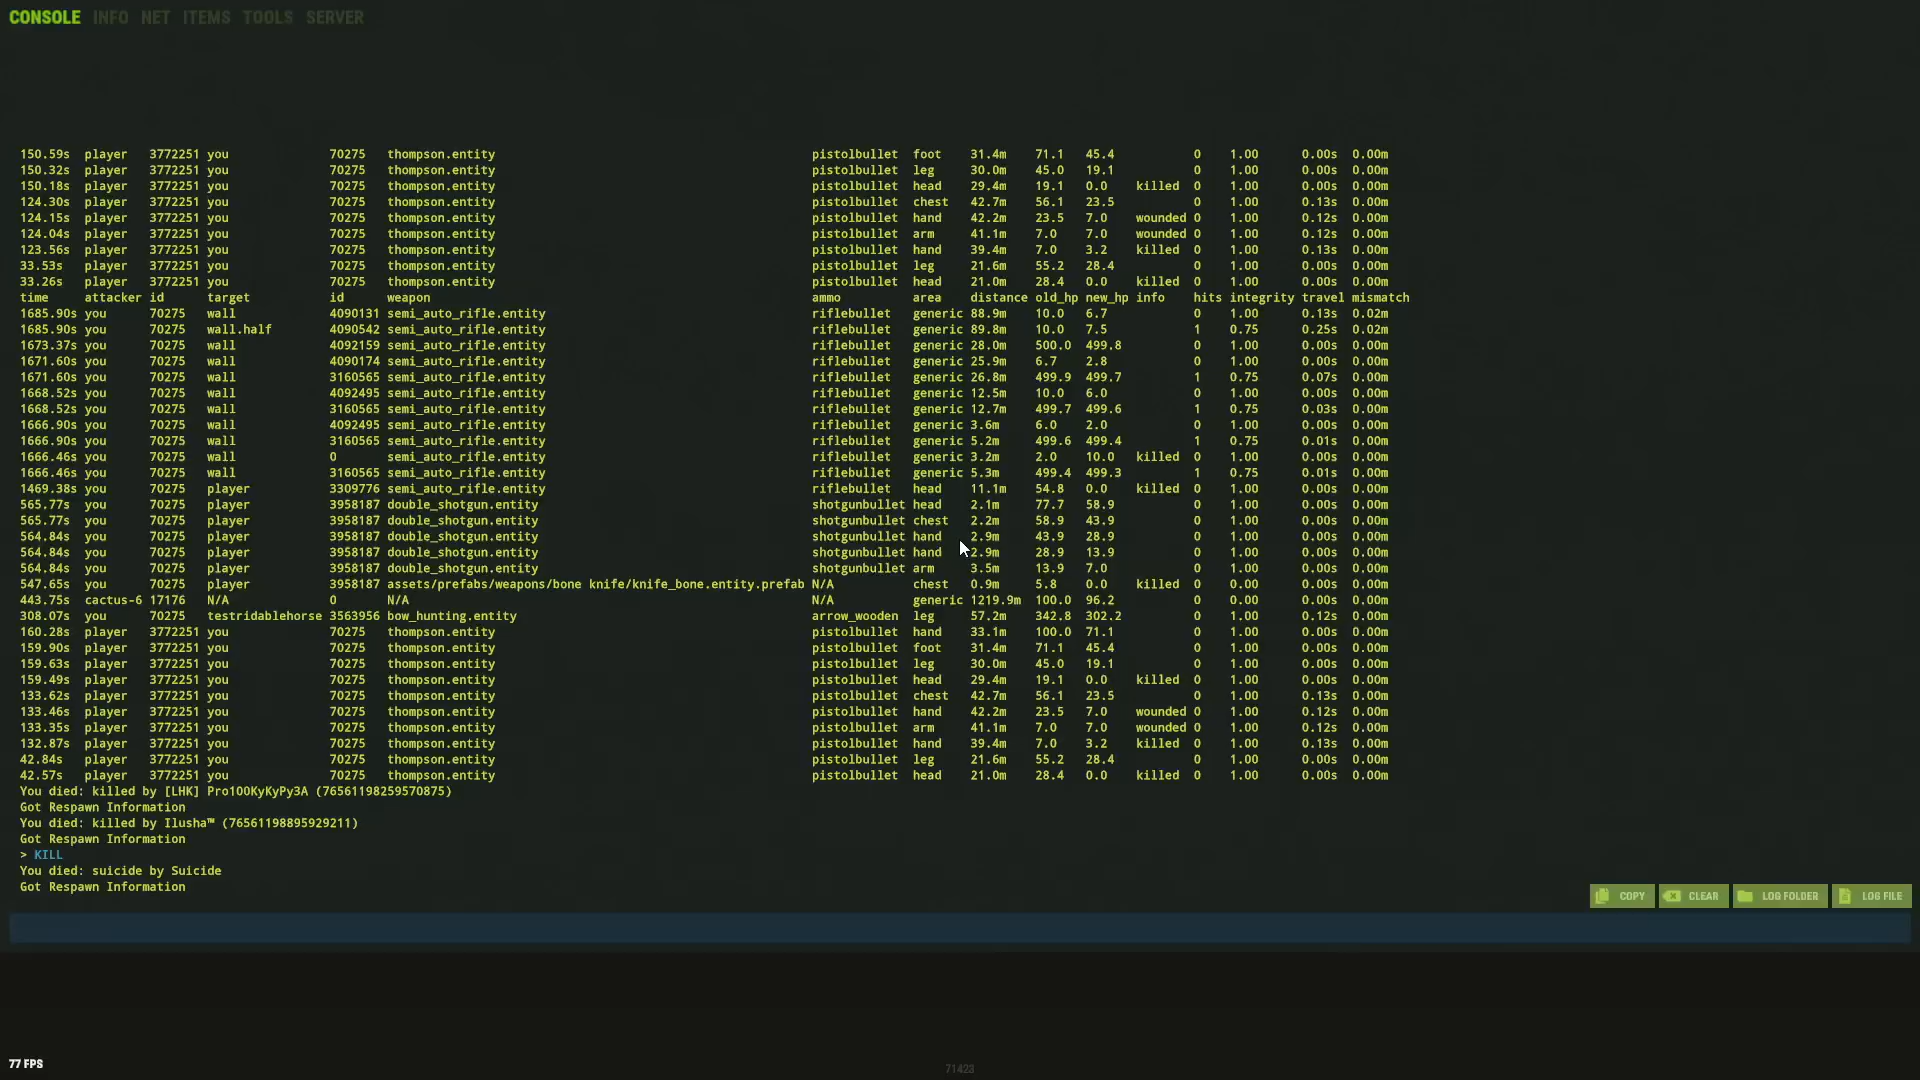 CONSOLE INFO NET ITEMS TOOLS SERVER
150.59s player 3772251 you 70275 thompson.entity pistolbullet foot 31.4m 71.1 45.4 0 1.00 0.00s 0.00m
150.32s player 3772251 you 70275 thompson.entity pistolbullet leg 30.0m 45.0 19.1 0 1.00 0.00s 0.00m
150.18s player 3772251 you 70275 thompson.entity pistolbullet head 29.4m 19.1 0.0 killed 0 1.00 0.00s 0.00m
124.30s player 3772251 you 70275 thompson.entity pistolbullet chest 42.7m 56.1 23.5 0 1.00 0.13s 0.00m
124.15s player 3772251 you 70275 thompson.entity pistolbullet hand 42.2m 23.5 7.0 wounded 0 1.00 0.12s 0.00m
124.04s player 3772251 you 70275 thompson.entity pistolbullet arm 41.1m 7.0 7.0 wounded 0 1.00 0.12s 0.00m
123.56s player 3772251 you 70275 thompson.entity pistolbullet hand 39.4m 7.0 3.2 killed 0 1.00 0.13s 0.00m
33.53s player 3772251 you 70275 thompson.entity pistolbullet leg 21.6m 55.2 28.4 0 1.00 0.00s 0.00m
33.26s player 3772251 you 70275 thompson.entity pistolbullet head 21.0m 28.4 0.0 killed 0 1.00 0.00s 0.00m
time attacker id target id weapon ammo area distance old_hp new_hp info hits integrity travel mismatch
1685.90s you 70275 wall 4090131 semi_auto_rifle.entity riflebullet generic 88.9m 10.0 6.7 0 1.00 0.13s 0.02m
1685.90s you 70275 wall.half 4090542 semi_auto_rifle.entity riflebullet generic 89.8m 10.0 7.5 1 0.75 0.25s 0.02m
1673.37s you 70275 wall 4092159 semi_auto_rifle.entity riflebullet generic 28.0m 500.0 499.8 0 1.00 0.00s 0.00m
1671.60s you 70275 wall 4090174 semi_auto_rifle.entity riflebullet generic 25.9m 6.7 2.8 0 1.00 0.00s 0.00m
1671.60s you 70275 wall 3160565 semi_auto_rifle.entity riflebullet generic 26.8m 499.9 499.7 1 0.75 0.07s 0.00m
1668.52s you 70275 wall 4092495 semi_auto_rifle.entity riflebullet generic 12.5m 10.0 6.0 0 1.00 0.00s 0.00m
1668.52s you 70275 wall 3160565 semi_auto_rifle.entity riflebullet generic 12.7m 499.7 499.6 1 0.75 0.03s 0.00m
1666.90s you 70275 wall 4092495 semi_auto_rifle.entity riflebullet generic 3.6m 6.0 2.0 0 1.00 0.00s 0.00m
1666.90s you 70275 wall 3160565 semi_auto_rifle.entity riflebullet generic 5.2m 499.6 499.4 1 0.75 0.01s 0.00m
1666.46s you 70275 wall 0 semi_auto_rifle.entity riflebullet generic 3.2m 2.0 10.0 killed 0 1.00 0.00s 0.00m
1666.46s you 70275 wall 3160565 semi_auto_rifle.entity riflebullet generic 5.3m 499.4 499.3 1 0.75 0.01s 0.00m
1469.38s you 70275 player 3309776 semi_auto_rifle.entity riflebullet head 11.1m 54.8 0.0 killed 0 1.00 0.00s 0.00m
565.77s you 70275 player 3958187 double_shotgun.entity shotgunbullet head 2.1m 77.7 58.9 0 1.00 0.00s 0.00m
565.77s you 70275 player 3958187 double_shotgun.entity shotgunbullet chest 2.2m 58.9 43.9 0 1.00 0.00s 0.00m
564.84s you 70275 player 3958187 double_shotgun.entity shotgunbullet hand 2.9m 43.9 28.9 0 1.00 0.00s 0.00m
564.84s you 70275 player 3958187 double_shotgun.entity shotgunbullet hand 2.9m 28.9 13.9 0 1.00 0.00s 0.00m
564.84s you 70275 player 3958187 double_shotgun.entity shotgunbullet arm 3.5m 13.9 7.0 0 1.00 0.00s 0.00m
547.65s you 70275 player 3958187 assets/prefabs/weapons/bone knife/knife_bone.entity.prefab N/A chest 0.9m 5.8 0.0 killed 0 0.00 0.00s 0.00m
443.75s cactus-6 17176 N/A 0 N/A N/A generic 1219.9m 100.0 96.2 0 0.00 0.00s 0.00m
308.07s you 70275 testridablehorse 3563956 bow_hunting.entity arrow_wooden leg 57.2m 342.8 302.2 0 1.00 0.12s 0.00m
160.28s player 3772251 you 70275 thompson.entity pistolbullet hand 33.1m 100.0 71.1 0 1.00 0.00s 0.00m
159.90s player 3772251 you 70275 thompson.entity pistolbullet foot 31.4m 71.1 45.4 0 1.00 0.00s 0.00m
159.63s player 3772251 you 70275 thompson.entity pistolbullet leg 30.0m 45.0 19.1 0 1.00 0.00s 0.00m
159.49s player 3772251 you 70275 thompson.entity pistolbullet head 29.4m 19.1 0.0 killed 0 1.00 0.00s 0.00m
133.62s player 3772251 you 70275 thompson.entity pistolbullet chest 42.7m 56.1 23.5 0 1.00 0.13s 0.00m
133.46s player 3772251 you 70275 thompson.entity pistolbullet hand 42.2m 23.5 7.0 wounded 0 1.00 0.12s 0.00m
133.35s player 3772251 you 70275 thompson.entity pistolbullet arm 41.1m 7.0 7.0 wounded 0 1.00 0.12s 0.00m
132.87s player 3772251 you 70275 thompson.entity pistolbullet hand 39.4m 7.0 3.2 killed 0 1.00 0.13s 0.00m
42.84s player 3772251 you 70275 thompson.entity pistolbullet leg 21.6m 55.2 28.4 0 1.00 0.00s 0.00m
42.57s player 3772251 you 70275 thompson.entity pistolbullet head 21.0m 28.4 0.0 killed 0 1.00 0.00s 0.00m
You died: killed by [LHK] Pro100KyKyPy3A (76561198259570875)
Got Respawn Information
You died: killed by Ilusha™ (76561198895929211)
Got Respawn Information
> KILL
You died: suicide by Suicide
Got Respawn Information
COPY CLEAR LOG FOLDER LOG FILE
77 FPS
71423